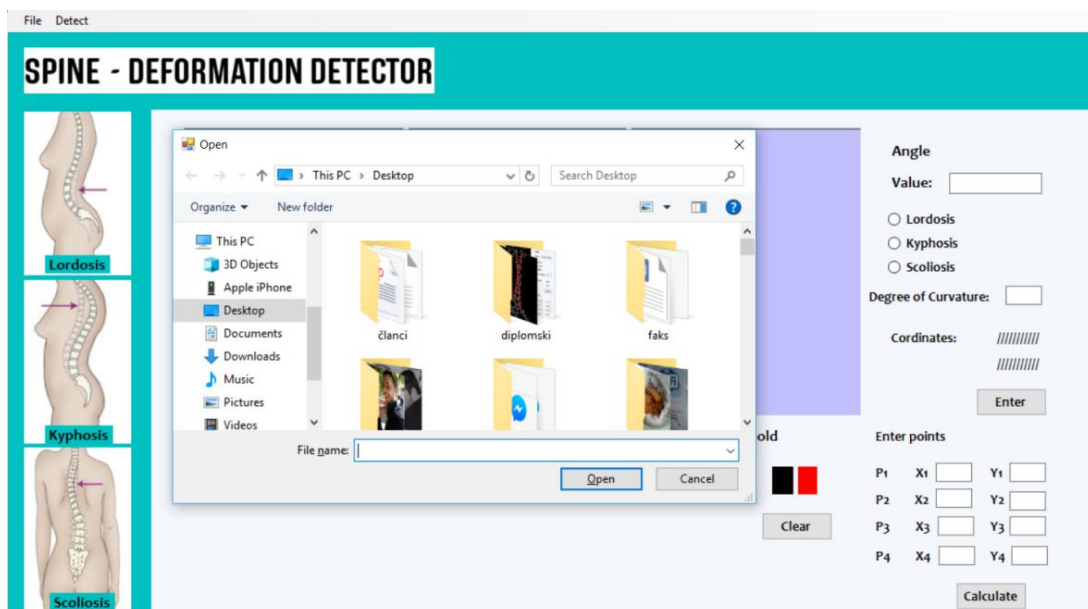 File Detect
SPINE - DEFORMATION DETECTOR
Lordosis
Kyphosis
Scoliosis
Open
This PC > Desktop
Search Desktop
Organize
New folder
This PC
3D Objects
Apple iPhone
Desktop
Documents
Downloads
Music
Pictures
Videos
članci
diplomski
faks
File name:
Open
Cancel
old
Clear
Angle
Value:
Lordosis
Kyphosis
Scoliosis
Degree of Curvature:
Cordinates: ///////////
///////////
Enter
Enter points
P1 X1 Y1
P2 X2 Y2
P3 X3 Y3
P4 X4 Y4
Calculate